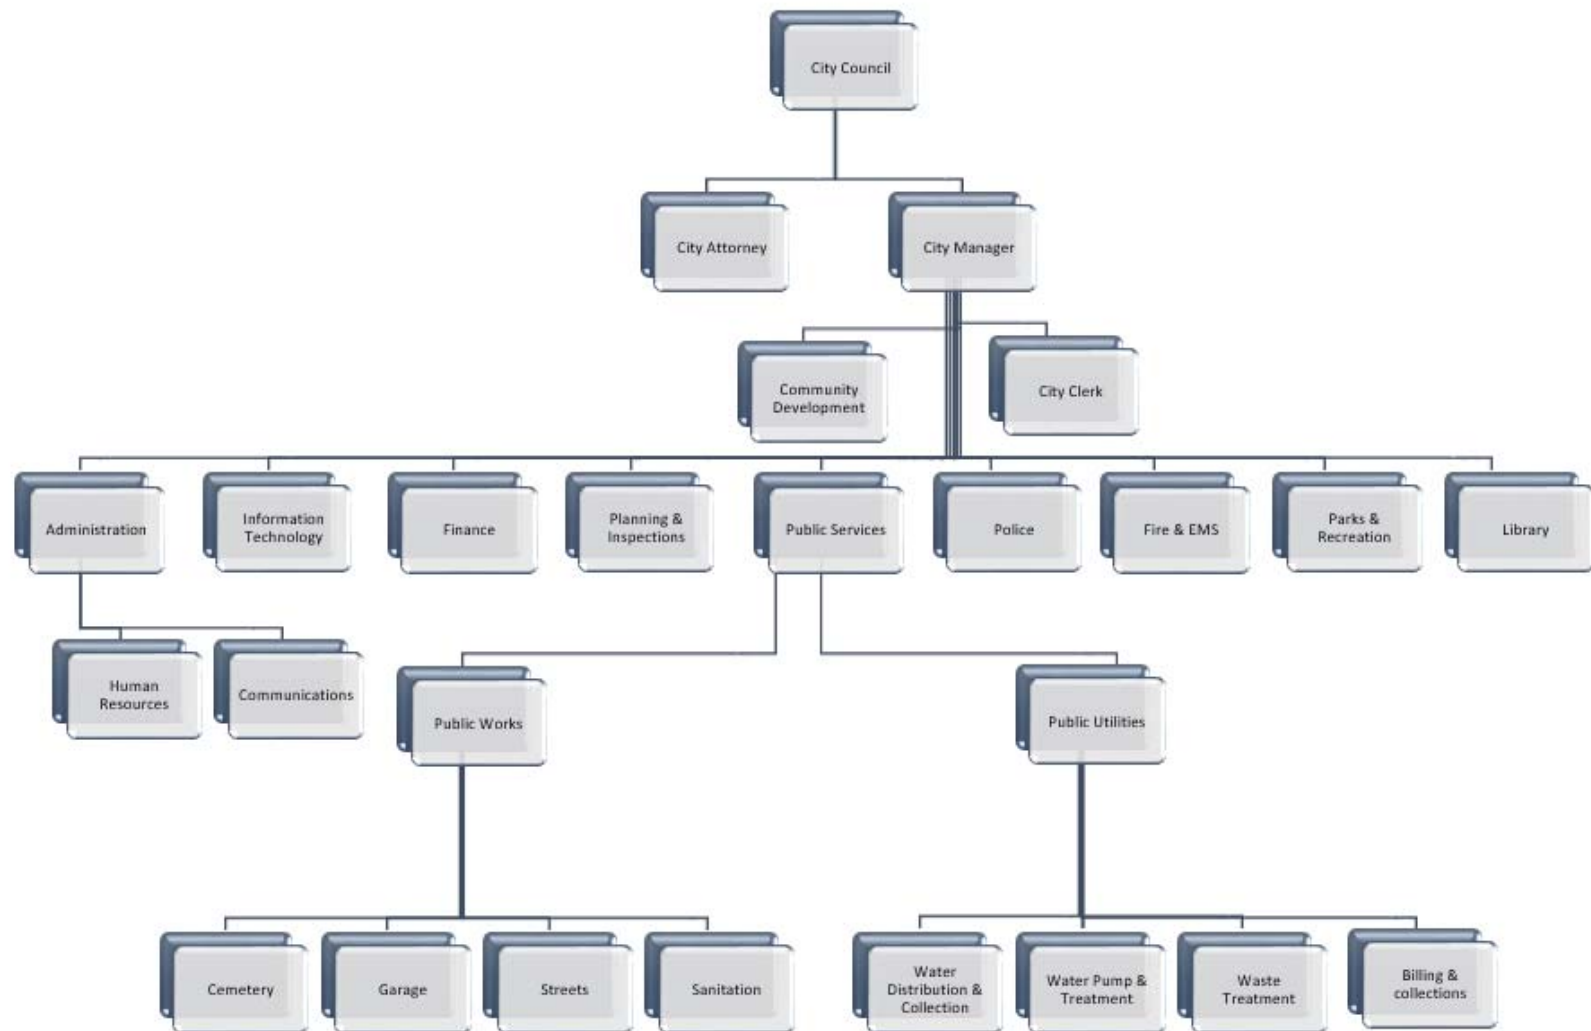 City Council
City Attorney
City Manager
Community
Development
City Clerk
Administration
Information
Technology
Finance
Planning &
Inspections
Public Services
Police
Fire & EMS
Parks &
Recreation
Library
Human
Resources
Communications
Public Works
Public Utilities
Cemetery
Garage
Streets
Sanitation
Water
Distribution &
Collection
Water Pump &
Treatment
Waste
Treatment
Billing &
collections